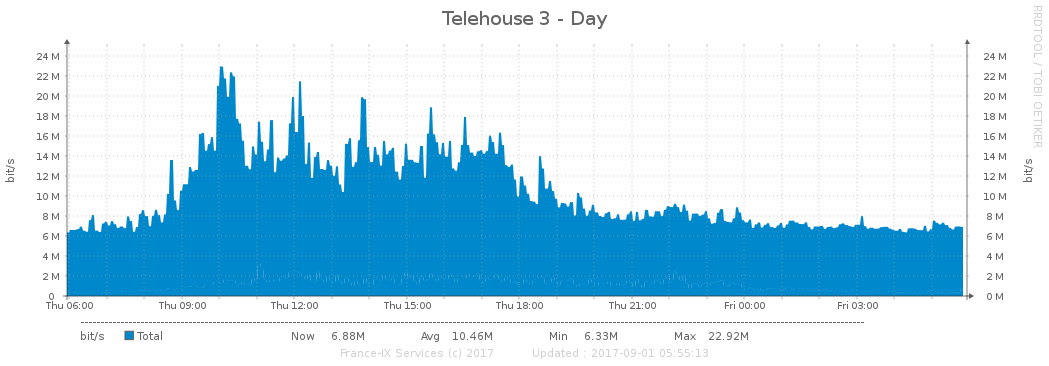 Telehouse 3 - Day
RRDTOOL / TOBI OETIKER
bit/s
24 M 24 M
22 M 22 M
20 M 20 M
18 M 18 M
16 M 16 M
14 M 14 M
12 M 12 M
10 M 10 M
8 M 8 M
6 M 6 M
4 M 4 M
2 M 2 M
0 0 M
bit/s
Thu 06:00 Thu 09:00 Thu 12:00 Thu 15:00 Thu 18:00 Thu 21:00 Fri 00:00 Fri 03:00
bit/s Total Now 6.88M Avg 10.46M Min 6.33M Max 22.92M
France-IX Services (c) 2017 Updated : 2017-09-01 05:55:13